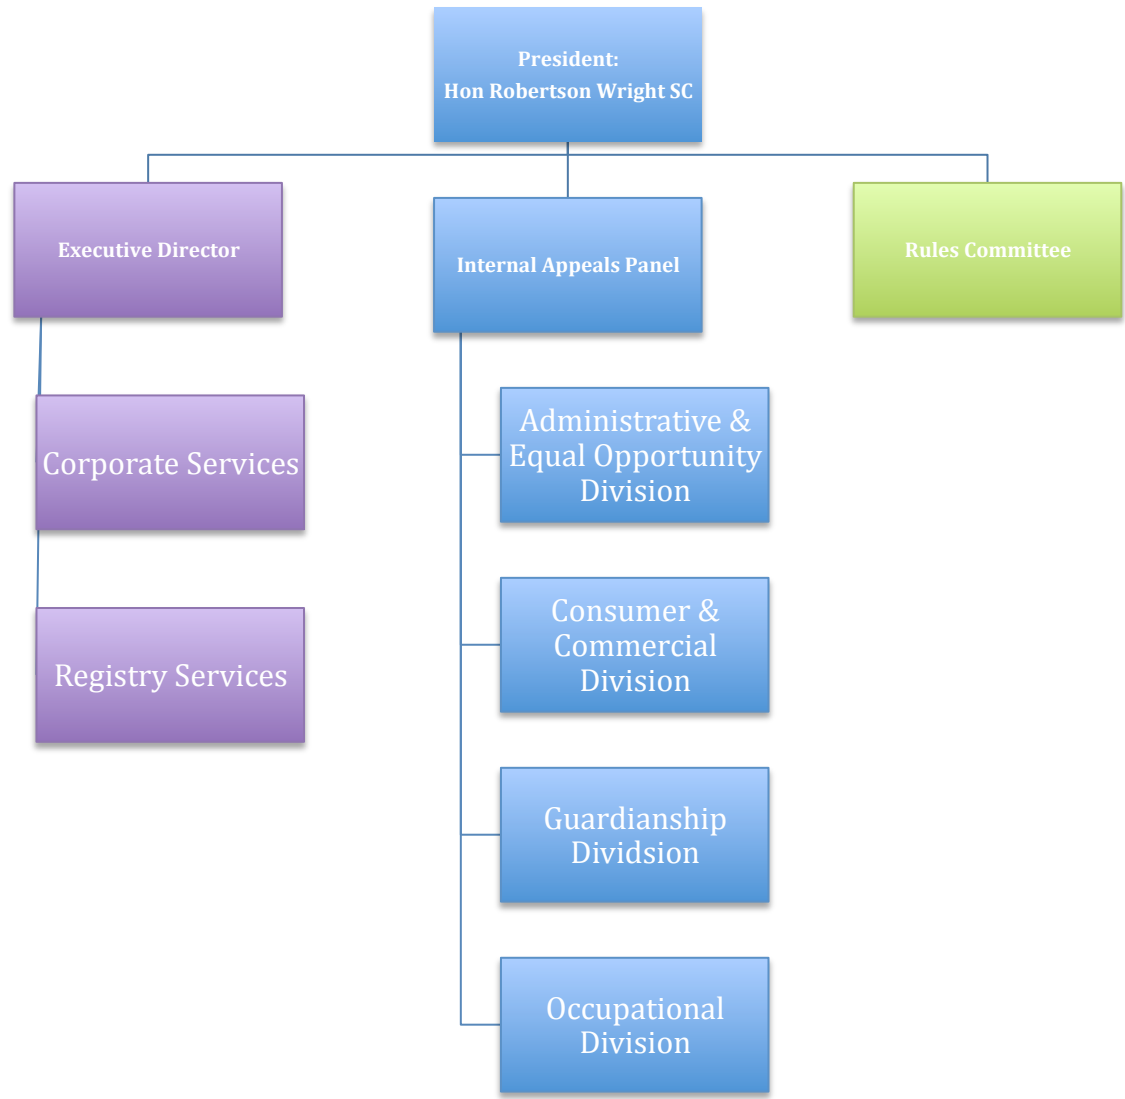 President:
Hon Robertson Wright SC
Executive Director
Internal Appeals Panel
Rules Committee
Corporate Services
Registry Services
Administrative &
Equal Opportunity
Division
Consumer &
Commercial
Division
Guardianship
Dividsion
Occupational
Division